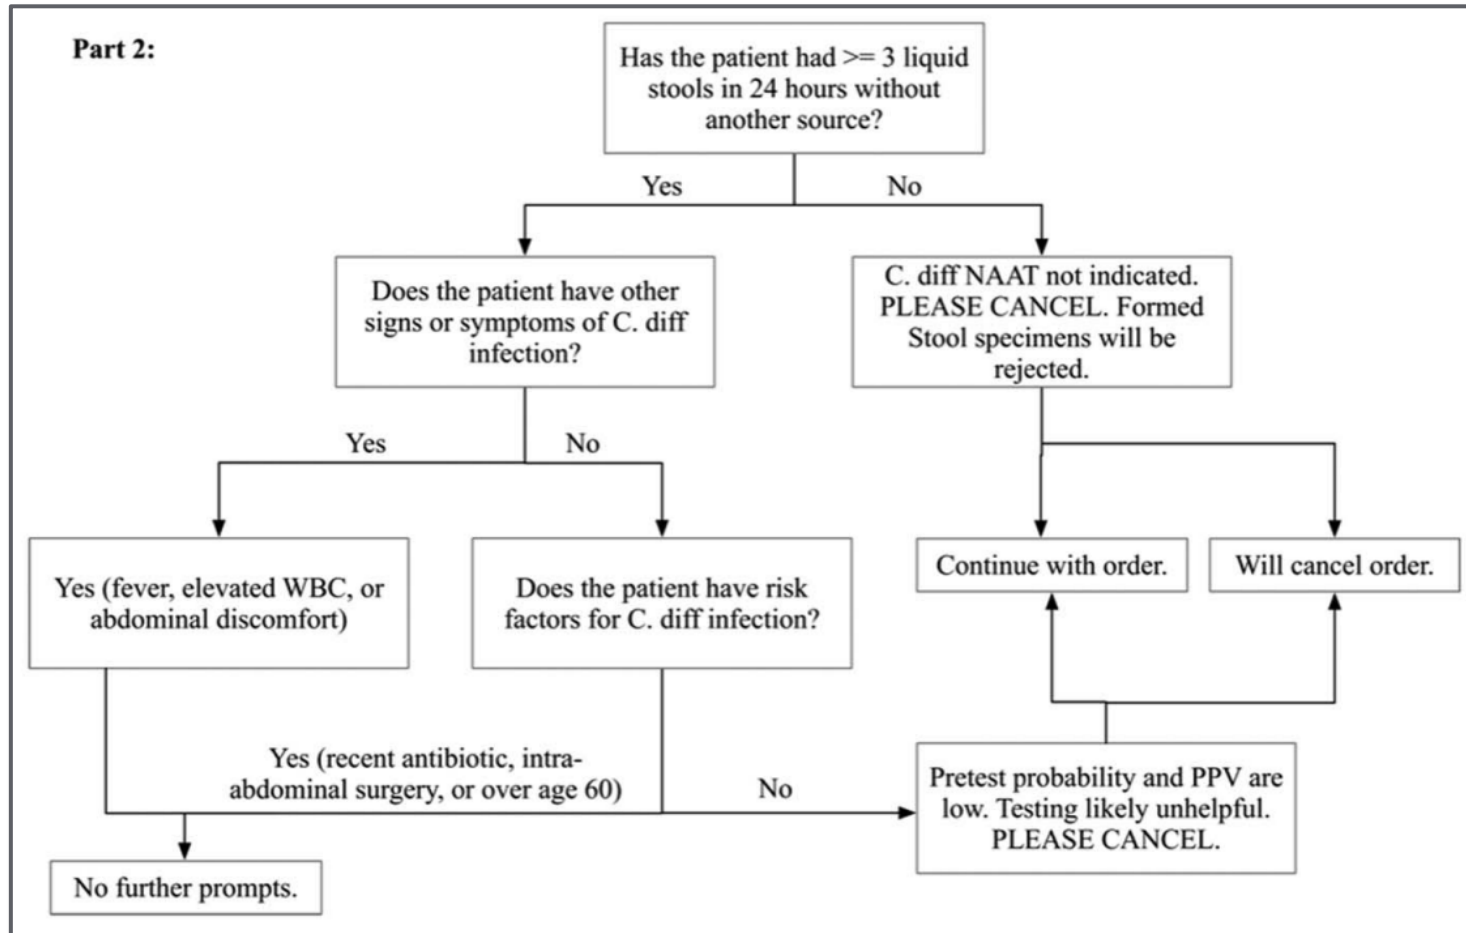 Part 2:
Has the patient had >= 3 liquid
stools in 24 hours without
another source?
Yes
No
Does the patient have other
signs or symptoms of C. diff
infection?
C. diff NAAT not indicated.
PLEASE CANCEL. Formed
Stool specimens will be
rejected.
Yes
No
Yes (fever, elevated WBC, or
abdominal discomfort)
Does the patient have risk
factors for C. diff infection?
Continue with order.
Will cancel order.
Yes (recent antibiotic, intra-
abdominal surgery, or over age 60)
No
Pretest probability and PPV are
low. Testing likely unhelpful.
PLEASE CANCEL.
No further prompts.